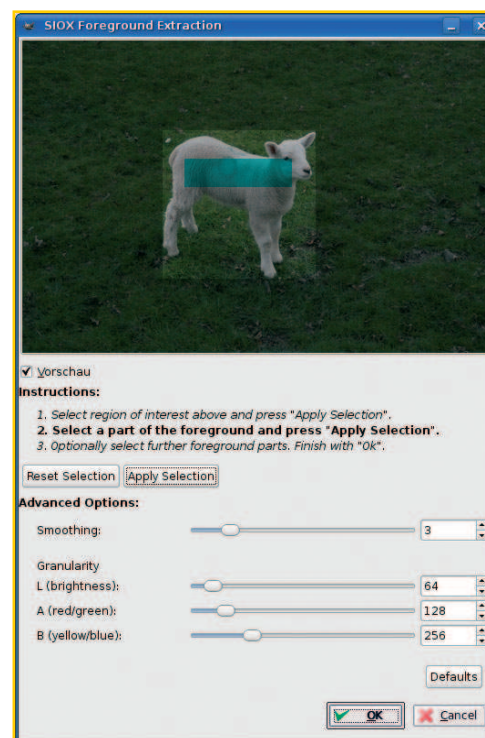 SIOX Foreground Extraction
Vorschau
Instructions:
1. Select region of interest above and press "Apply Selection".
2. Select a part of the foreground and press "Apply Selection".
3. Optionally select further foreground parts. Finish with "Ok".
Reset Selection Apply Selection
Advanced Options:
Smoothing: 3
Granularity
L (brightness): 64
A (red/green): 128
B (yellow/blue): 256
Defaults
OK Cancel